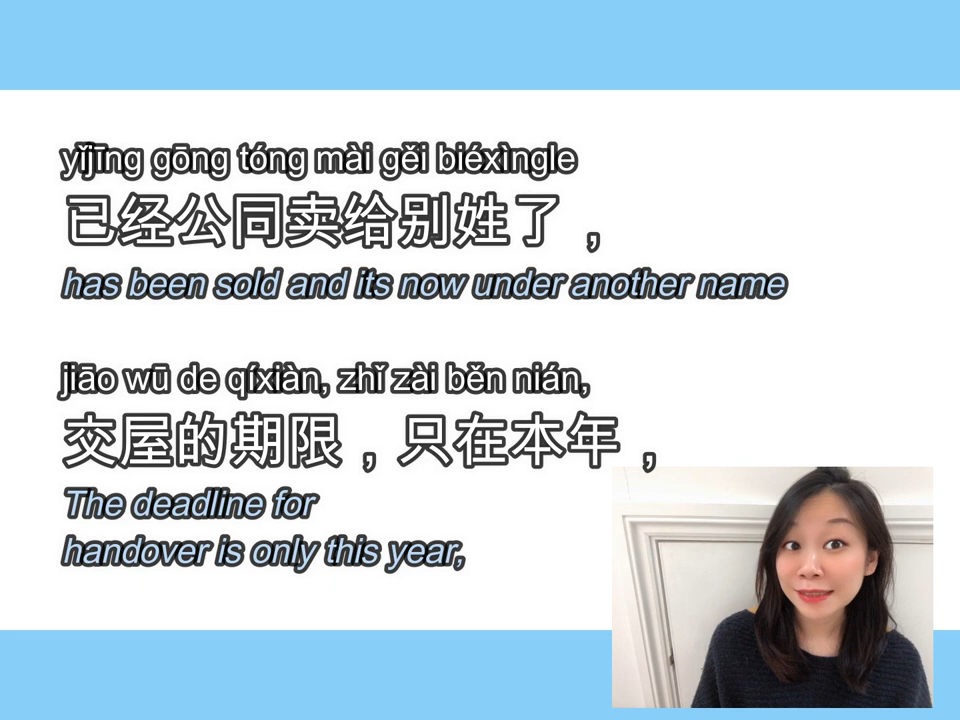 yǐjīng gōng tóng mài gěi biéxìngle
已经公同卖给别姓了，
has been sold and its now under another name
jiāo wū de qíxiàn, zhǐ zài běn nián,
交屋的期限，只在本年，
The deadline for
handover is only this year,